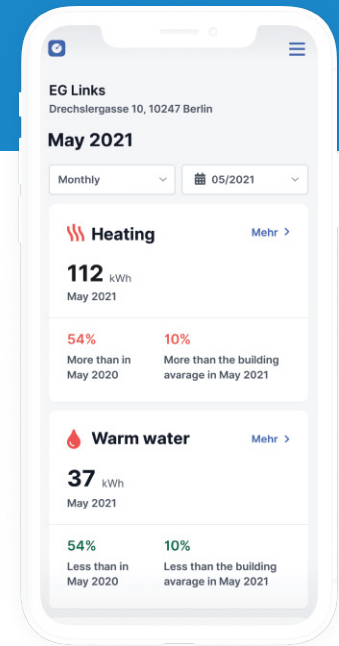 EG Links
Drechslergasse 10, 10247 Berlin
May 2021
Monthly
05/2021
Heating
Mehr
112 kWh
May 2021
54%
10%
More than in
More than the building
May 2020
avarage in May 2021
Warm water
Mehr
37 kWh
May 2021
54%
10%
Less than in
Less than the building
May 2020
avarage in May 2021